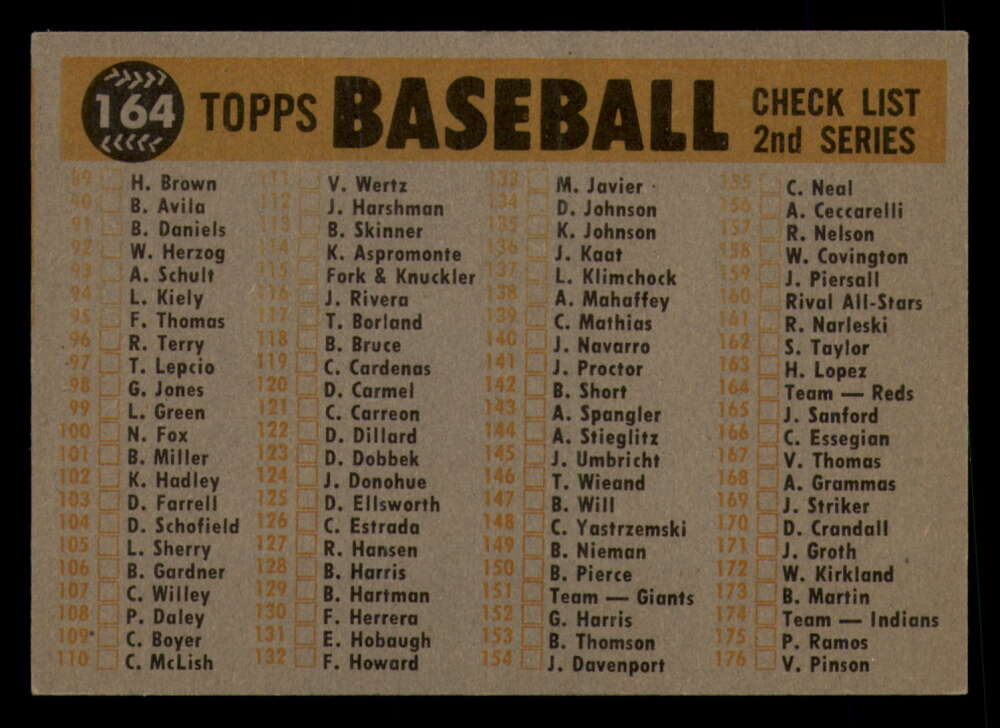 164 TOPPS BASEBALL CHECK LIST 2nd SERIES
89 H. Brown
90 B. Avila
91 B. Daniels
92 W. Herzog
93 A. Schult
94 L. Kiely
95 F. Thomas
96 R. Terry
97 T. Lepcio
98 G. Jones
99 L. Green
100 N. Fox
101 B. Miller
102 K. Hadley
103 D. Farrell
104 D. Schofield
105 L. Sherry
106 B. Gardner
107 C. Willey
108 P. Daley
109 C. Boyer
110 C. McLish
111 V. Wertz
112 J. Harshman
113 B. Skinner
114 K. Aspromonte
115 Fork & Knuckler
116 J. Rivera
117 T. Borland
118 B. Bruce
119 C. Cardenas
120 D. Carmel
121 C. Carreon
122 D. Dillard
123 D. Dobbek
124 J. Donohue
125 D. Ellsworth
126 C. Estrada
127 R. Hansen
128 B. Harris
129 B. Hartman
130 F. Herrera
131 E. Hobaugh
132 F. Howard
133 M. Javier
134 D. Johnson
135 K. Johnson
136 J. Kaat
137 L. Klimchock
138 A. Mahaffey
139 C. Mathias
140 J. Navarro
141 J. Proctor
142 B. Short
143 A. Spangler
144 A. Stieglitz
145 J. Umbricht
146 T. Wieand
147 B. Will
148 C. Yastrzemski
149 B. Nieman
150 B. Pierce
151 Team — Giants
152 G. Harris
153 B. Thomson
154 J. Davenport
155 C. Neal
156 A. Ceccarelli
157 R. Nelson
158 W. Covington
159 J. Piersall
160 Rival All-Stars
161 R. Narleski
162 S. Taylor
163 H. Lopez
164 Team — Reds
165 J. Sanford
166 C. Essegian
167 V. Thomas
168 A. Grammas
169 J. Striker
170 D. Crandall
171 J. Groth
172 W. Kirkland
173 B. Martin
174 Team — Indians
175 P. Ramos
176 V. Pinson